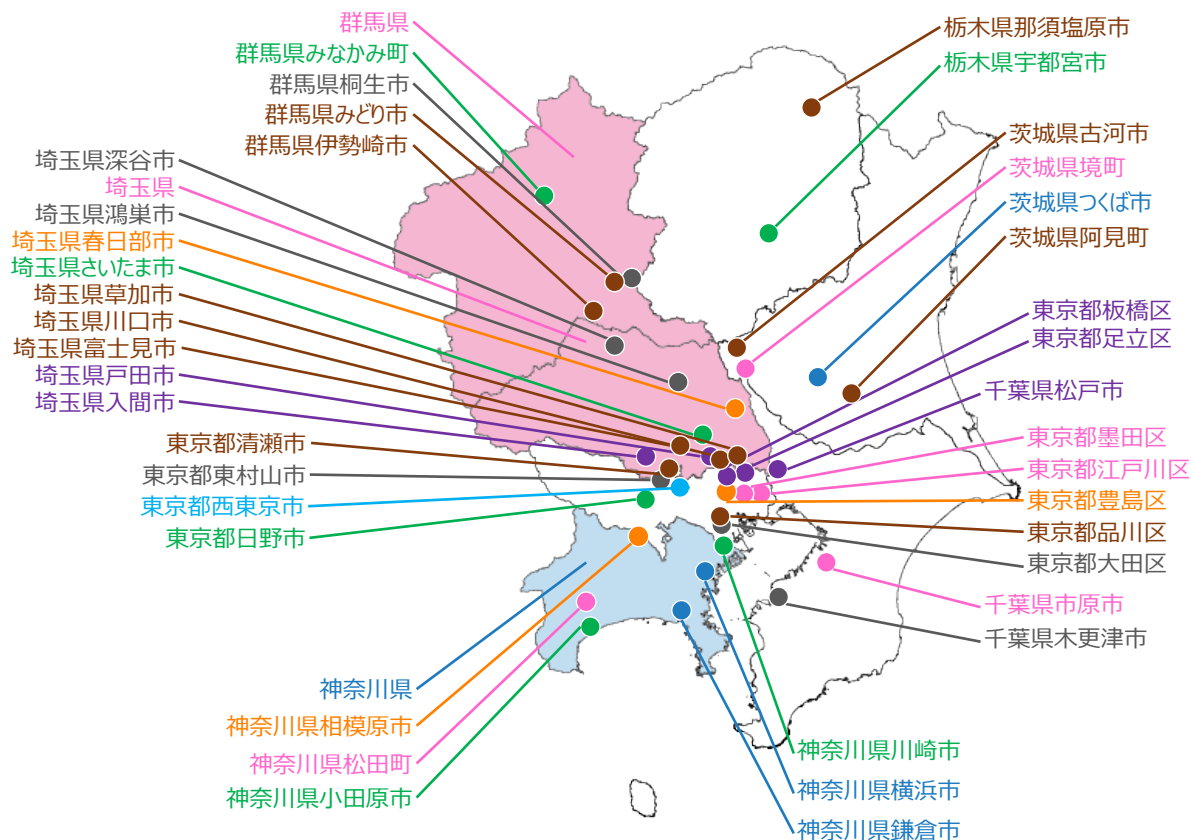 群馬県
群馬県みなかみ町
群馬県桐生市
群馬県みどり市
群馬県伊勢崎市
埼玉県深谷市
埼玉県
埼玉県鴻巣市
埼玉県春日部市
埼玉県さいたま市
埼玉県草加市
埼玉県川口市
埼玉県富士見市
埼玉県戸田市
埼玉県入間市
東京都清瀬市
東京都東村山市
東京都西東京市
東京都日野市
神奈川県
神奈川県相模原市
神奈川県松田町
神奈川県小田原市
栃木県那須塩原市
栃木県宇都宮市
茨城県古河市
茨城県境町
茨城県つくば市
茨城県阿見町
東京都板橋区
東京都足立区
千葉県松戸市
東京都墨田区
東京都江戸川区
東京都豊島区
東京都品川区
東京都大田区
千葉県市原市
千葉県木更津市
神奈川県川崎市
神奈川県横浜市
神奈川県鎌倉市